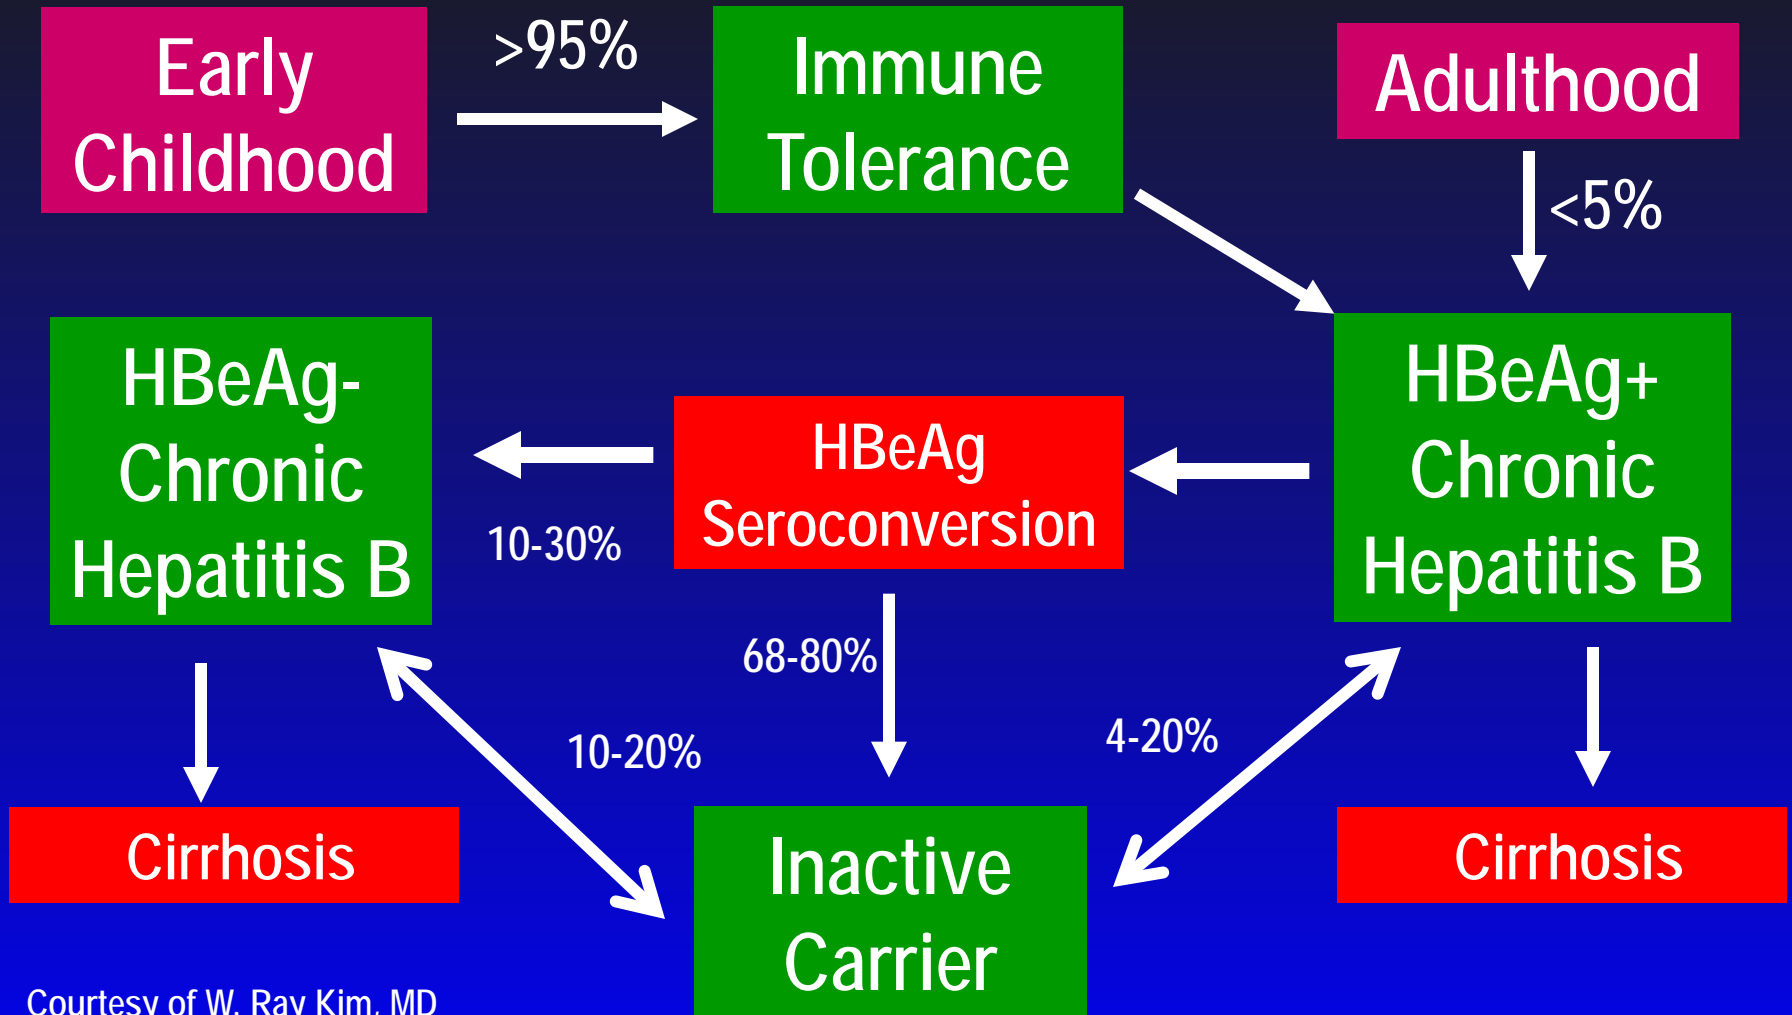 Early
Childhood
>95%
Immune
Tolerance
Adulthood
<5%
HBeAg-
Chronic
Hepatitis B
10-30%
HBeAg
Seroconversion
HBeAg+
Chronic
Hepatitis B
68-80%
10-20%
4-20%
Cirrhosis
Inactive
Carrier
Cirrhosis
Courtesy of W. Ray Kim, MD